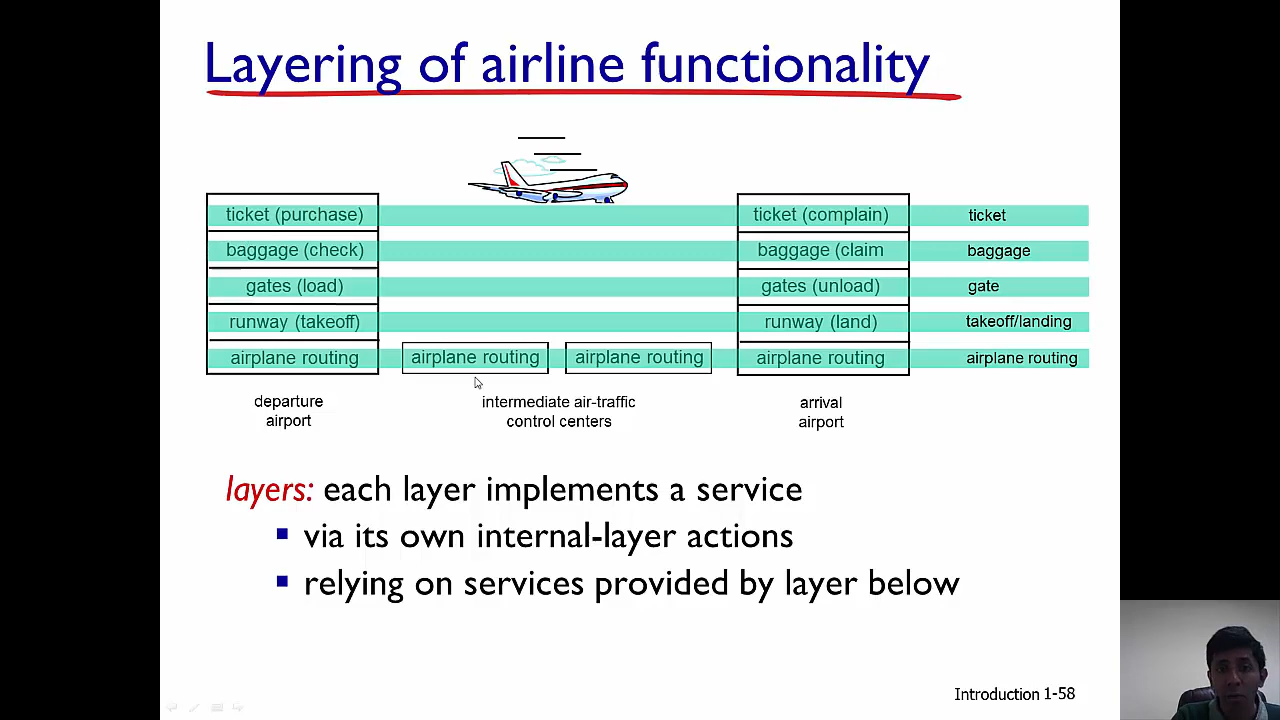 Layering of airline functionality
ticket (purchase)
ticket (complain)
ticket
baggage (check)
baggage (claim
baggage
gates (load)
gates (unload)
gate
runway (takeoff)
runway (land)
takeoff/landing
airplane routing
airplane routing
airplane routing
airplane routing
airplane routing
departure
airport
intermediate air-traffic
control centers
arrival
airport
layers: each layer implements a service
▪ via its own internal-layer actions
▪ relying on services provided by layer below
Introduction 1-58